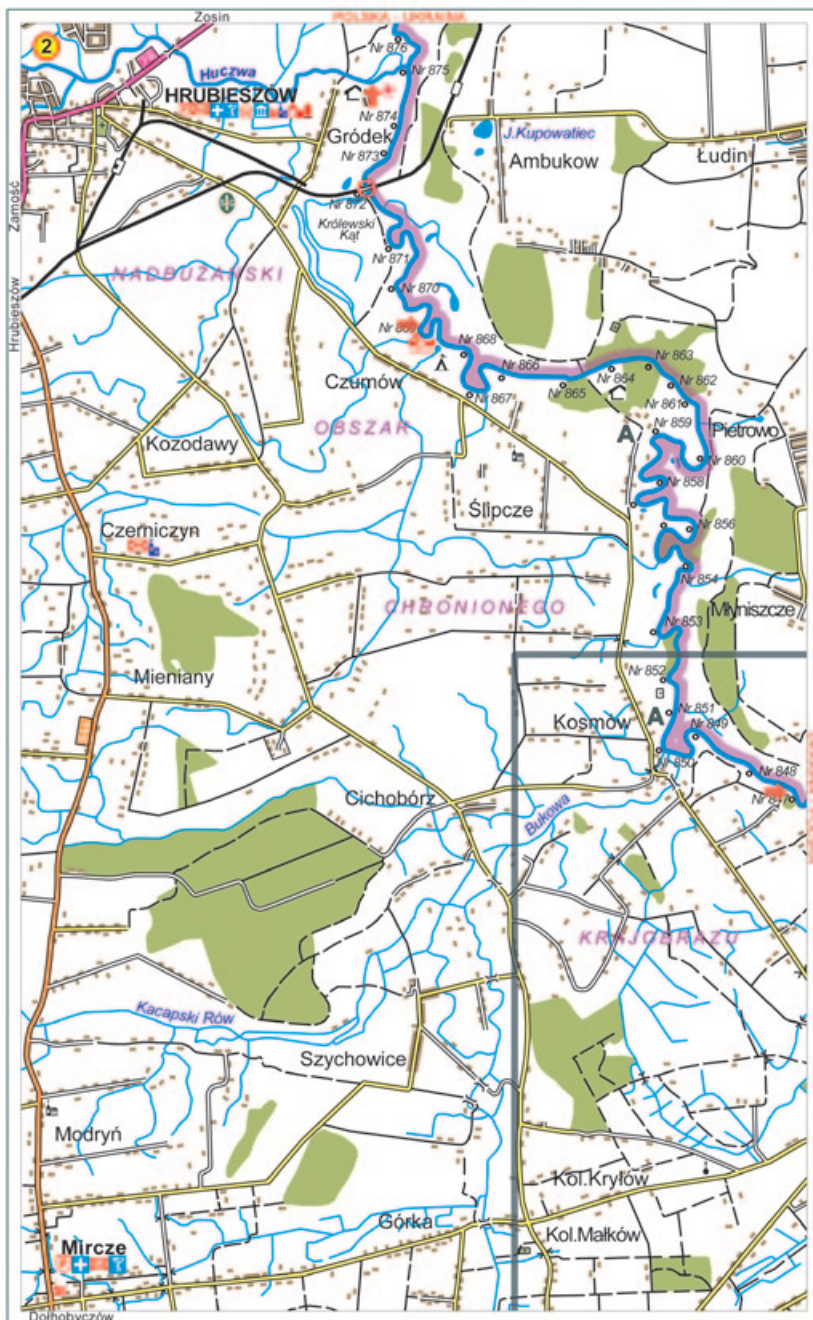 Zosin
POLSKA - UKRAINA
2
Nr 876
Huczwa
Nr 875
HRUBIESZÓW
Nr 874
Gródek
J.Kupowatiec
Nr 873
Ambukow
Łudin
Zamość
Nr 872
Królewski
Kąt
Nr 871
NADBUŻAŃSKI
Nr 870
Hrubieszów
Nr 869
Nr 868
Nr 863
Nr 866
Nr 864
Nr 862
Czumów
Nr 865
Nr 867
Nr 861
OBSZAR
Nr 859
Pietrowo
A
Kozodawy
Nr 860
Nr 858
Ślipcze
Czerniczyn
Nr 856
Nr 854
CHRONIONEGO
Młyniszcze
Nr 853
Mieniany
Nr 852
Nr 851
Kosmów
A
Nr 849
Nr 850
Nr 848
Cichobórz
Nr 847
Bukowa
KRAJOBRAZU
Kacapski Rów
Szychowice
Modryń
Kol.Kryłów
Górka
Kol.Małków
Mircze
Dołhobyczów